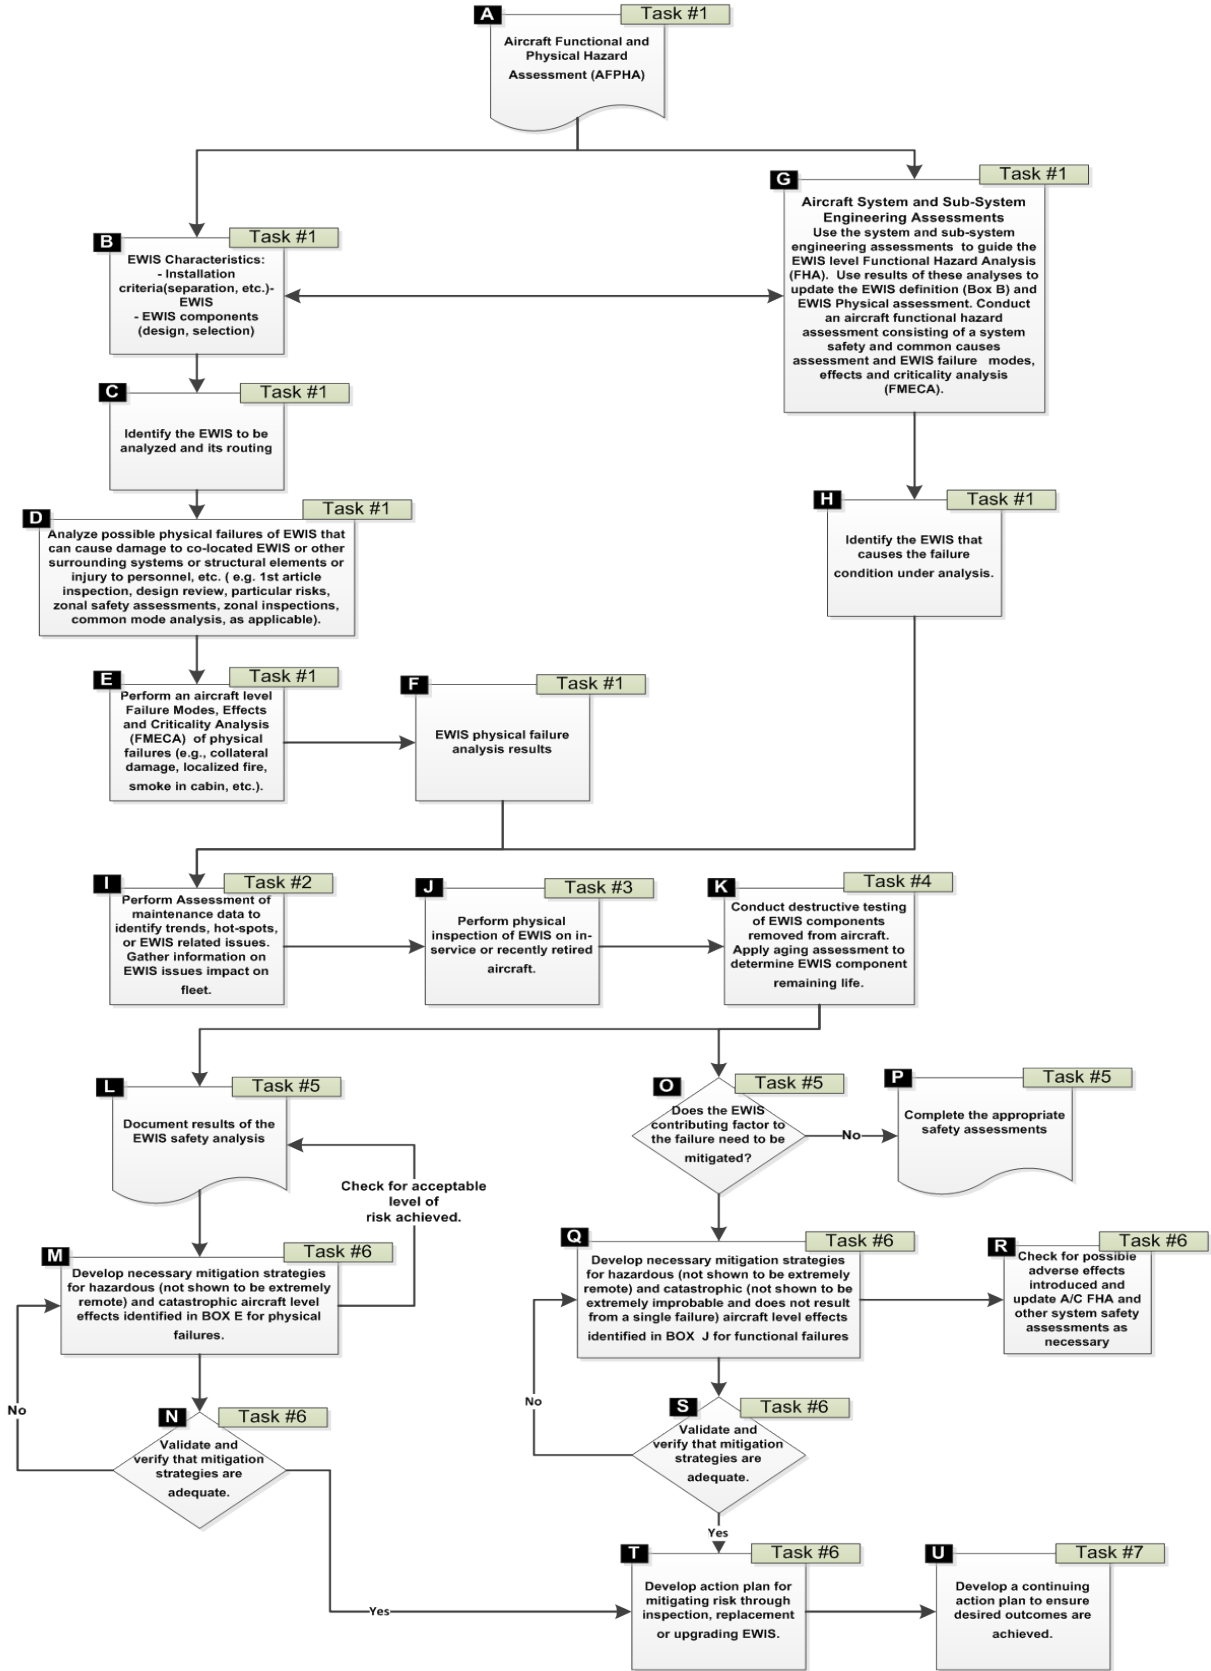 A
Task #1
Aircraft Functional and
Physical Hazard
Assessment (AFPHA)
G
Task #1
Aircraft System and Sub-System
Engineering Assessments
Use the system and sub-system
engineering assessments to guide the
EWIS level Functional Hazard Analysis
(FHA). Use results of these analyses to
update the EWIS definition (Box B) and
EWIS Physical assessment. Conduct
an aircraft functional hazard
assessment consisting of a system
safety and common causes
assessment and EWIS failure modes,
effects and criticality analysis
(FMECA).
B
Task #1
EWIS Characteristics:
- Installation
criteria(separation, etc.)-
EWIS
- EWIS components
(design, selection)
C
Task #1
Identify the EWIS to be
analyzed and its routing
D
Task #1
Analyze possible physical failures of EWIS that
can cause damage to co-located EWIS or other
surrounding systems or structural elements or
injury to personnel, etc. ( e.g. 1st article
inspection, design review, particular risks,
zonal safety assessments, zonal inspections,
common mode analysis, as applicable).
H
Task #1
Identify the EWIS that
causes the failure
condition under analysis.
E
Task #1
Perform an aircraft level
Failure Modes, Effects
and Criticality Analysis
(FMECA) of physical
failures (e.g., collateral
damage, localized fire,
smoke in cabin, etc.).
F
Task #1
EWIS physical failure
analysis results
I
Task #2
Perform Assessment of
maintenance data to
identify trends, hot-spots,
or EWIS related issues.
Gather information on
EWIS issues impact on
fleet.
J
Task #3
Perform physical
inspection of EWIS on in-
service or recently retired
aircraft.
K
Task #4
Conduct destructive testing
of EWIS components
removed from aircraft.
Apply aging assessment to
determine EWIS component
remaining life.
L
Task #5
Document results of the
EWIS safety analysis
O
Task #5
Does the EWIS
contributing factor to
the failure need to be
mitigated?
No
P
Task #5
Complete the appropriate
safety assessments
Check for acceptable
level of
risk achieved.
M
Task #6
Develop necessary mitigation strategies
for hazardous (not shown to be extremely
remote) and catastrophic aircraft level
effects identified in BOX E for physical
failures.
Q
Task #6
Develop necessary mitigation strategies
for hazardous (not shown to be extremely
remote) and catastrophic (not shown to
be extremely improbable and does not result
from a single failure) aircraft level effects
identified in BOX J for functional failures
R
Task #6
Check for possible
adverse effects
introduced and
update A/C FHA and
other system safety
assessments as
necessary
No
N
Task #6
Validate and
verify that mitigation
strategies are
adequate.
No
S
Task #6
Validate and
verify that mitigation
strategies are
adequate.
Yes
Yes
T
Task #6
Develop action plan for
mitigating risk through
inspection, replacement
or upgrading EWIS.
U
Task #7
Develop a continuing
action plan to ensure
desired outcomes are
achieved.